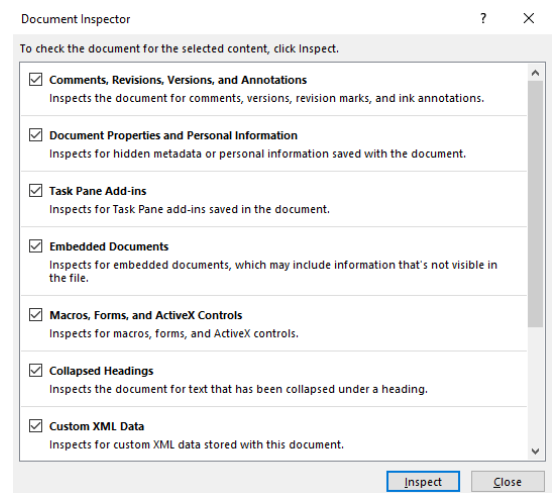 Document Inspector ?
To check the document for the selected content, click Inspect.
Comments, Revisions, Versions, and Annotations
Inspects the document for comments, versions, revision marks, and ink annotations.
Document Properties and Personal Information
Inspects for hidden metadata or personal information saved with the document.
Task Pane Add-ins
Inspects for Task Pane add-ins saved in the document.
Embedded Documents
Inspects for embedded documents, which may include information that's not visible in
the file.
Macros, Forms, and ActiveX Controls
Inspects for macros, forms, and ActiveX controls.
Collapsed Headings
Inspects the document for text that has been collapsed under a heading.
Custom XML Data
Inspects for custom XML data stored with this document.
Inspect Close